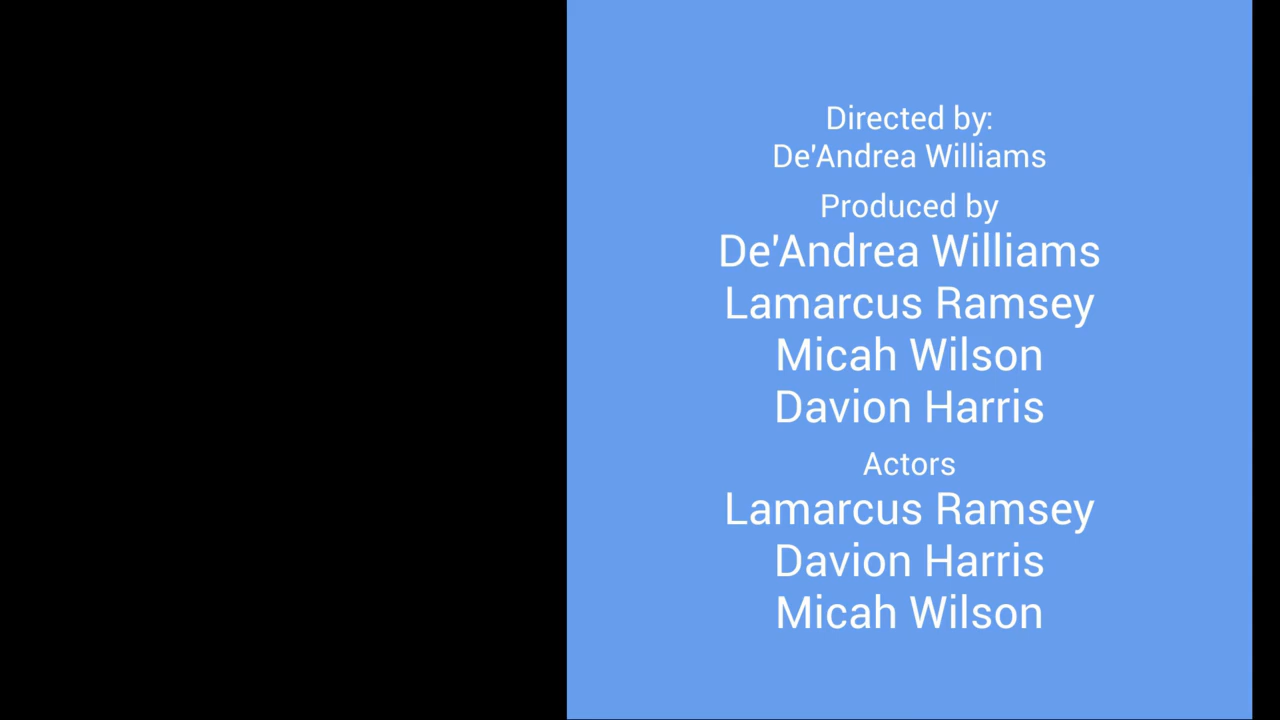 Directed by:
De'Andrea Williams
Produced by
De'Andrea Williams
Lamarcus Ramsey
Micah Wilson
Davion Harris
Actors
Lamarcus Ramsey
Davion Harris
Micah Wilson